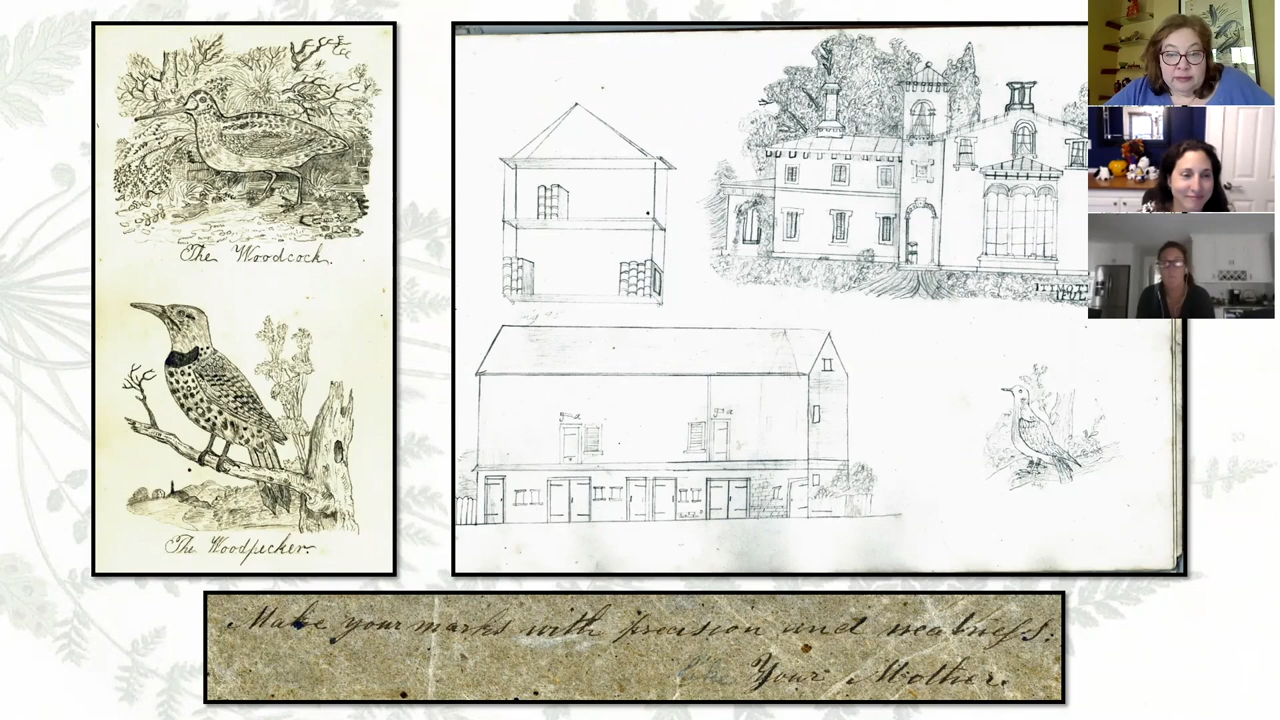 The Woodcock.
The Woodpecker.
Make your marks with precision and neatness.
Your Mother.